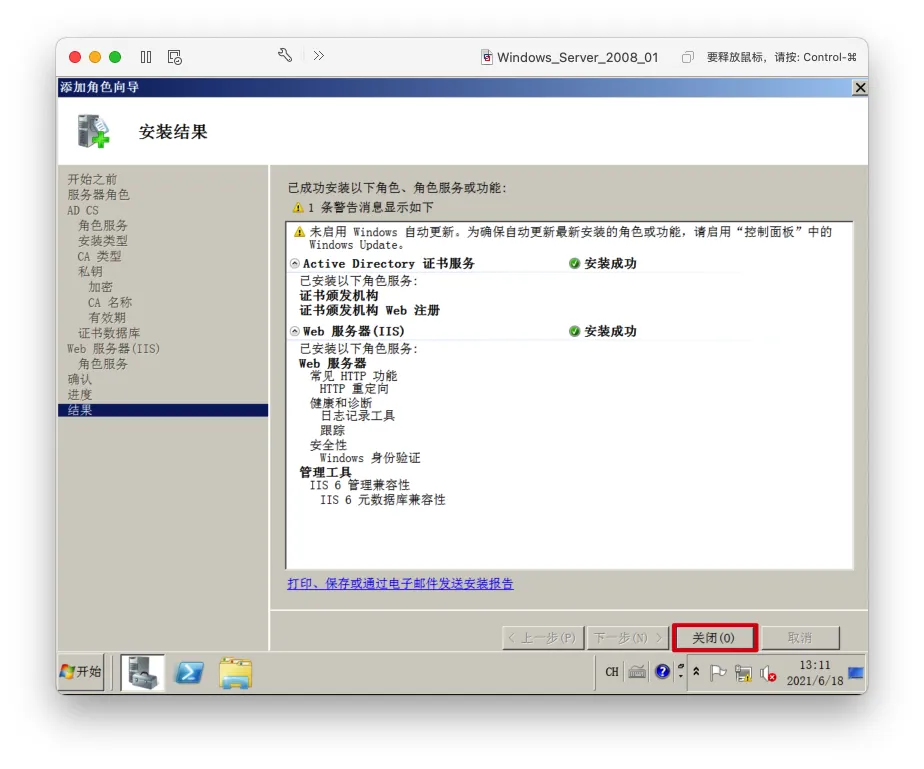 Windows_Server_2008_01
要释放鼠标，请按: Control-⌘
添加角色向导
安装结果
开始之前
服务器角色
AD CS
角色服务
安装类型
CA 类型
私钥
加密
CA 名称
有效期
证书数据库
Web 服务器(IIS)
角色服务
确认
进度
结果
已成功安装以下角色、角色服务或功能:
1 条警告消息显示如下
未启用 Windows 自动更新。为确保自动更新最新安装的角色或功能，请启用“控制面板”中的
Windows Update。
Active Directory 证书服务 安装成功
已安装以下角色服务:
证书颁发机构
证书颁发机构 Web 注册
Web 服务器(IIS) 安装成功
已安装以下角色服务:
Web 服务器
常见 HTTP 功能
HTTP 重定向
健康和诊断
日志记录工具
跟踪
安全性
Windows 身份验证
管理工具
IIS 6 管理兼容性
IIS 6 元数据库兼容性
打印、保存或通过电子邮件发送安装报告
< 上一步(P) 下一步(N) > 关闭(O) 取消
开始
CH
13:11
2021/6/18